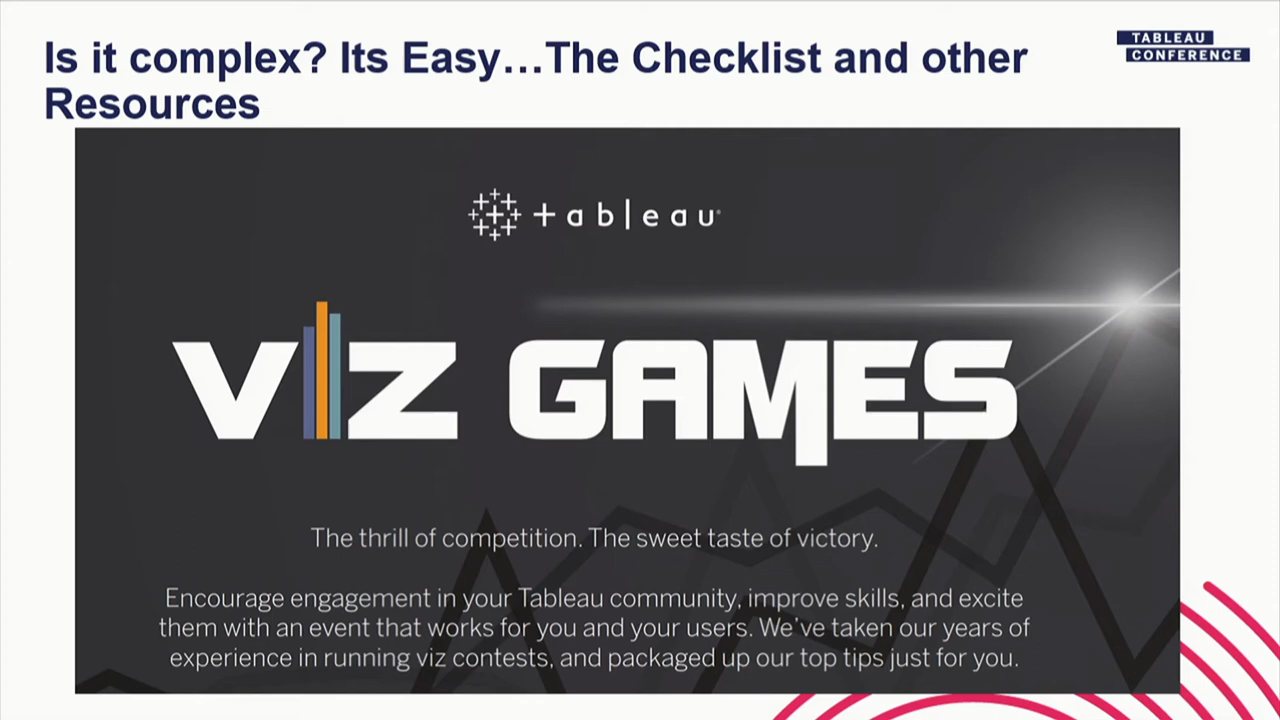 Is it complex? Its Easy...The Checklist and other
Resources
TABLEAU
CONFERENCE
+ableau®
VIZ GAMES
The thrill of competition. The sweet taste of victory.
Encourage engagement in your Tableau community, improve skills, and excite
them with an event that works for you and your users. We've taken our years of
experience in running viz contests, and packaged up our top tips just for you.